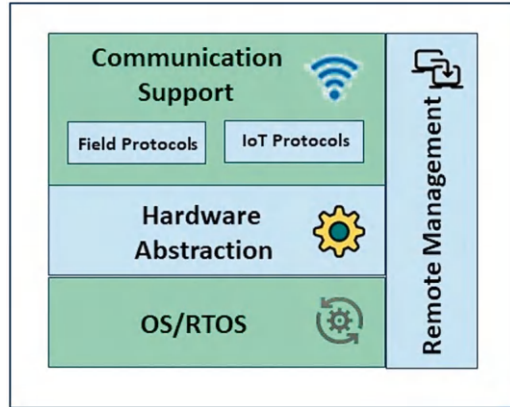 Communication
Support
Field Protocols
IoT Protocols
Hardware
Abstraction
OS/RTOS
Remote Management